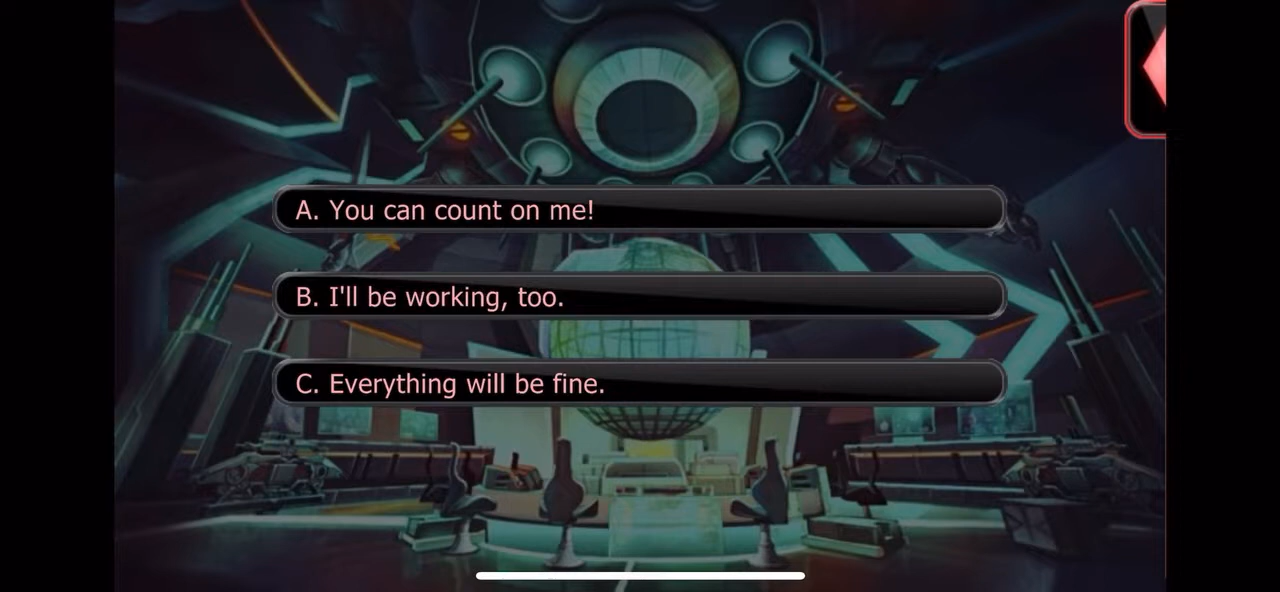 A. You can count on me!
B. I'll be working, too.
C. Everything will be fine.